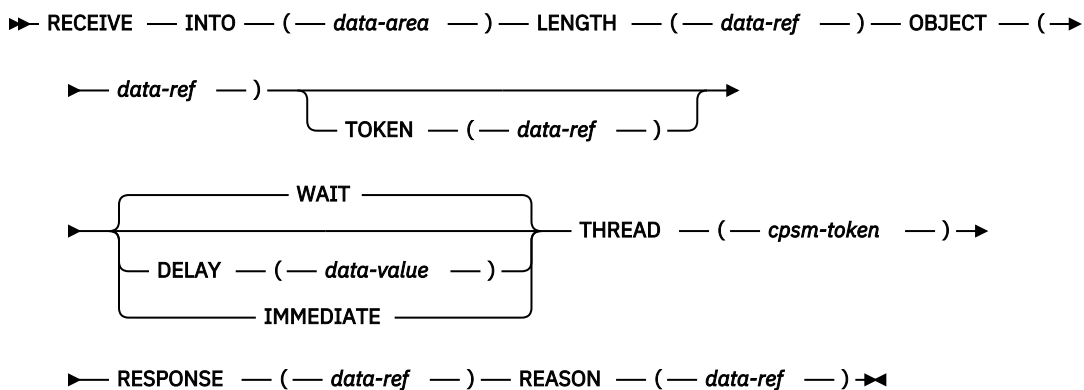 RECEIVE INTO ( data-area ) LENGTH ( data-ref ) OBJECT (
data-ref )
TOKEN ( data-ref )
WAIT
THREAD ( cpsm-token )
DELAY ( data-value )
IMMEDIATE
RESPONSE ( data-ref ) REASON ( data-ref )